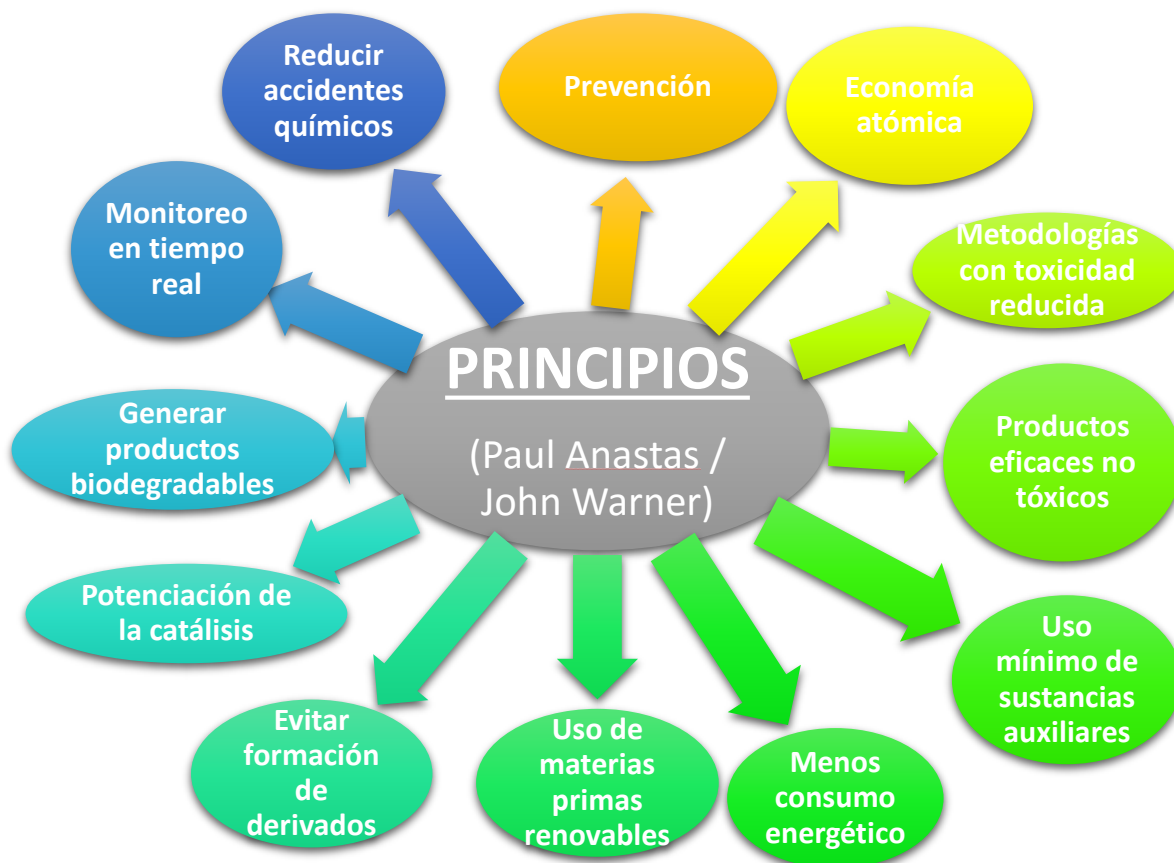 PRINCIPIOS
(Paul Anastas /
John Warner)
Prevención
Economía
atómica
Metodologías
con toxicidad
reducida
Productos
eficaces no
tóxicos
Uso
mínimo de
sustancias
auxiliares
Menos
consumo
energético
Uso de
materias
primas
renovables
Evitar
formación
de
derivados
Potenciación de
la catálisis
Generar
productos
biodegradables
Monitoreo
en tiempo
real
Reducir
accidentes
químicos